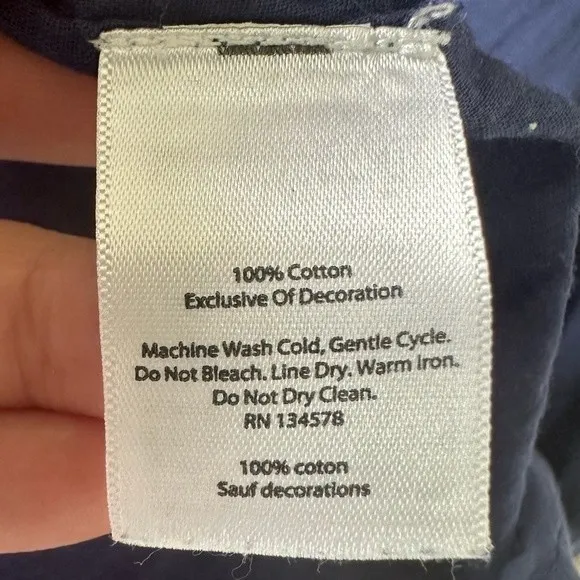 100% Cotton
Exclusive Of Decoration
Machine Wash Cold, Gentle Cycle.
Do Not Bleach. Line Dry. Warm Iron.
Do Not Dry Clean.
RN 134578
100% coton
Sauf decorations